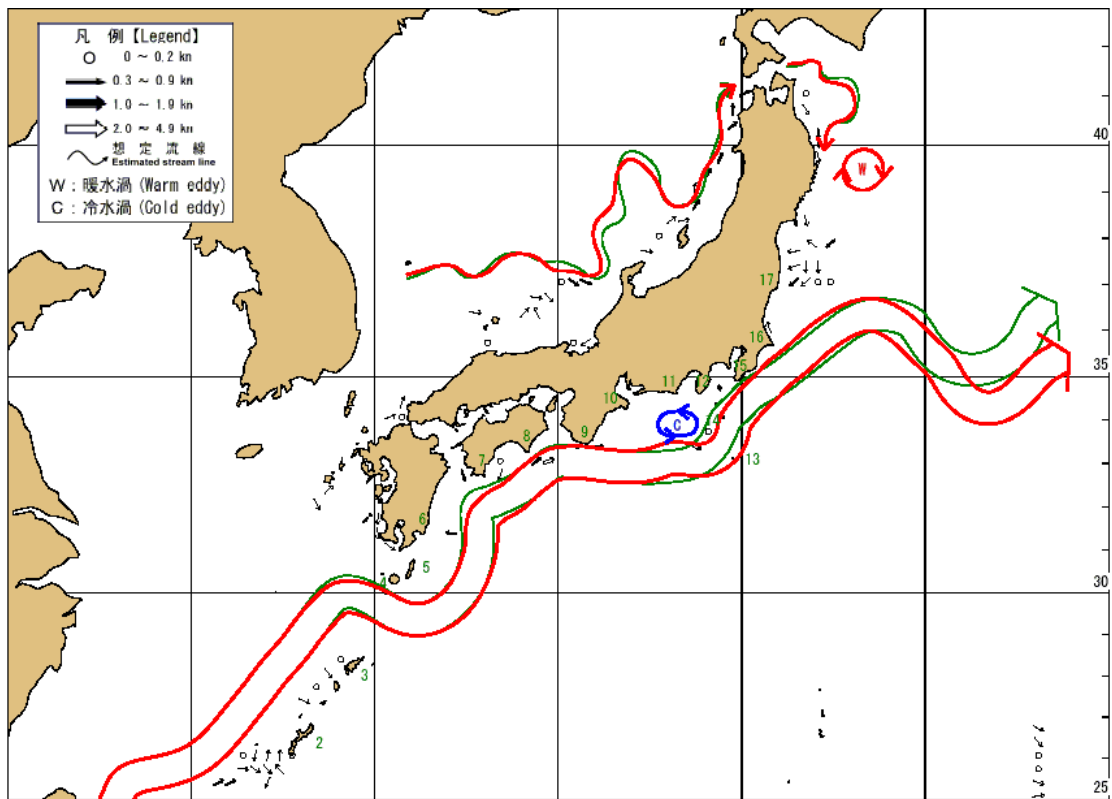 凡 例【Legend】
0 ~ 0.2 kn
0.3 ~ 0.9 kn
1.0 ~ 1.9 kn
2.0 ~ 4.9 kn
想 定 流 線
Estimated stream line
W : 暖水渦 (Warm eddy)
C : 冷水渦 (Cold eddy)
40
W
17
16
35
15
12
11
10
C
14
9
8
13
7
6
5
4
30
3
2
25